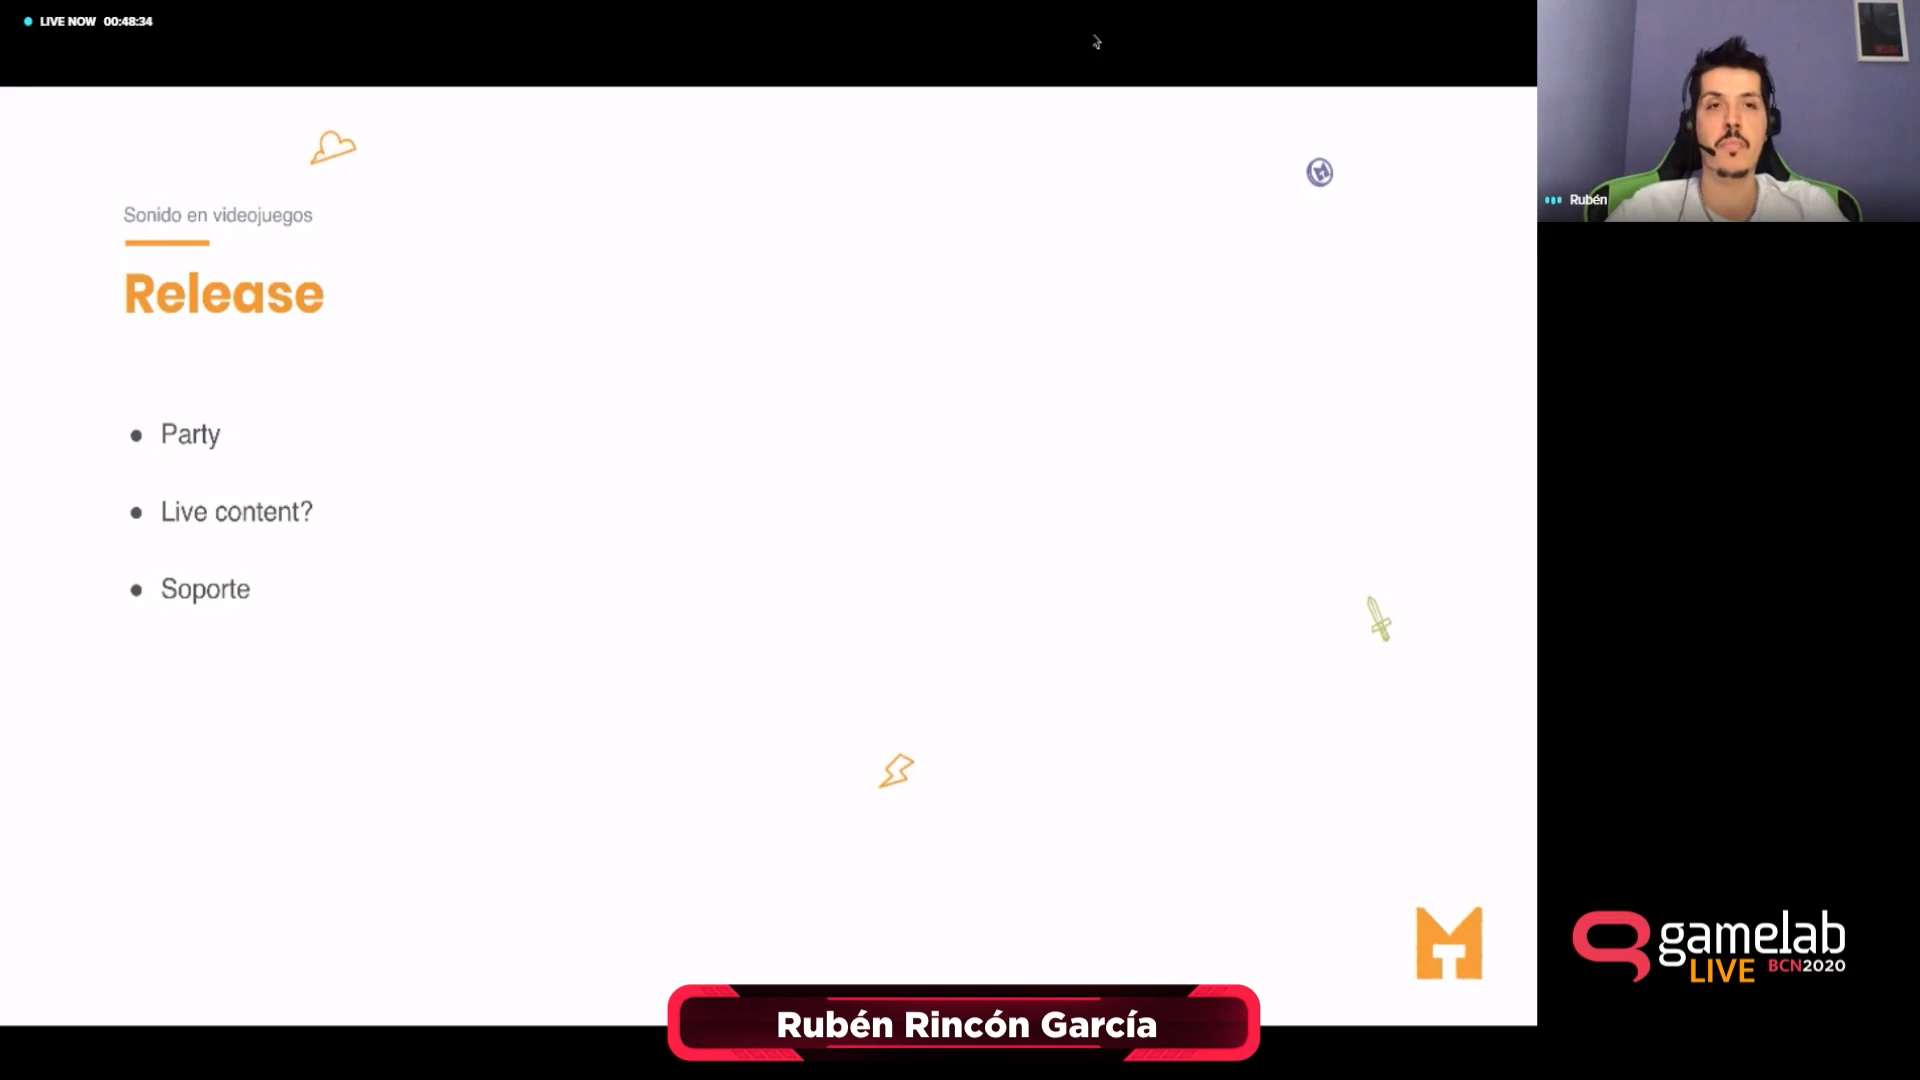 LIVE NOW 00:48:34
Sonido en videojuegos
Release
● Party
● Live content?
● Soporte
Rubén
gamelab
LIVE BCN2020
Rubén Rincón García